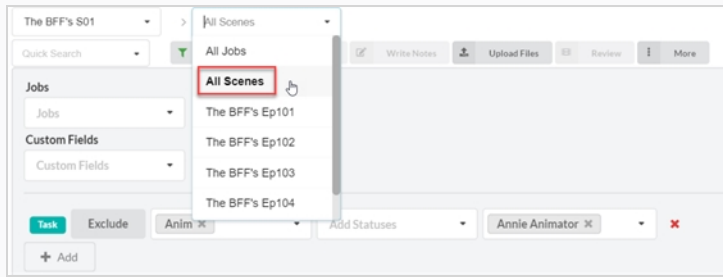 The BFF's S01 > All Scenes
Quick Search Write Notes Upload Files Review More
All Jobs
Jobs
All Scenes
Jobs
The BFF's Ep101
Custom Fields
The BFF's Ep102
Custom Fields
The BFF's Ep103
The BFF's Ep104
Task Exclude Anim × Add Statuses Annie Animator ×
+ Add